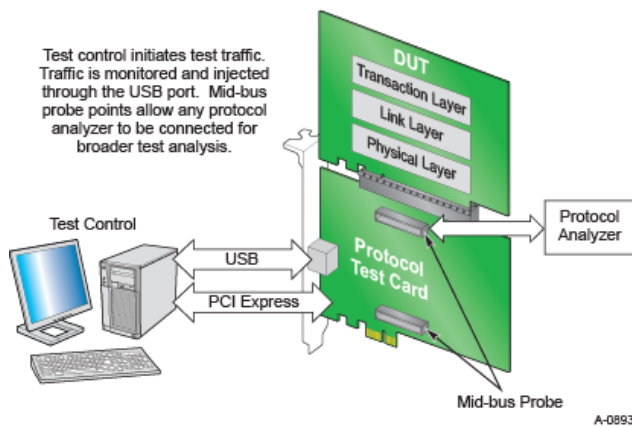 Test control initiates test traffic.
Traffic is monitored and injected
through the USB port. Mid-bus
probe points allow any protocol
analyzer to be connected for
broader test analysis.
DUT
Transaction Layer
Link Layer
Physical Layer
Test Control
USB
PCI Express
Protocol
Test Card
Protocol
Analyzer
Mid-bus Probe
A-0893